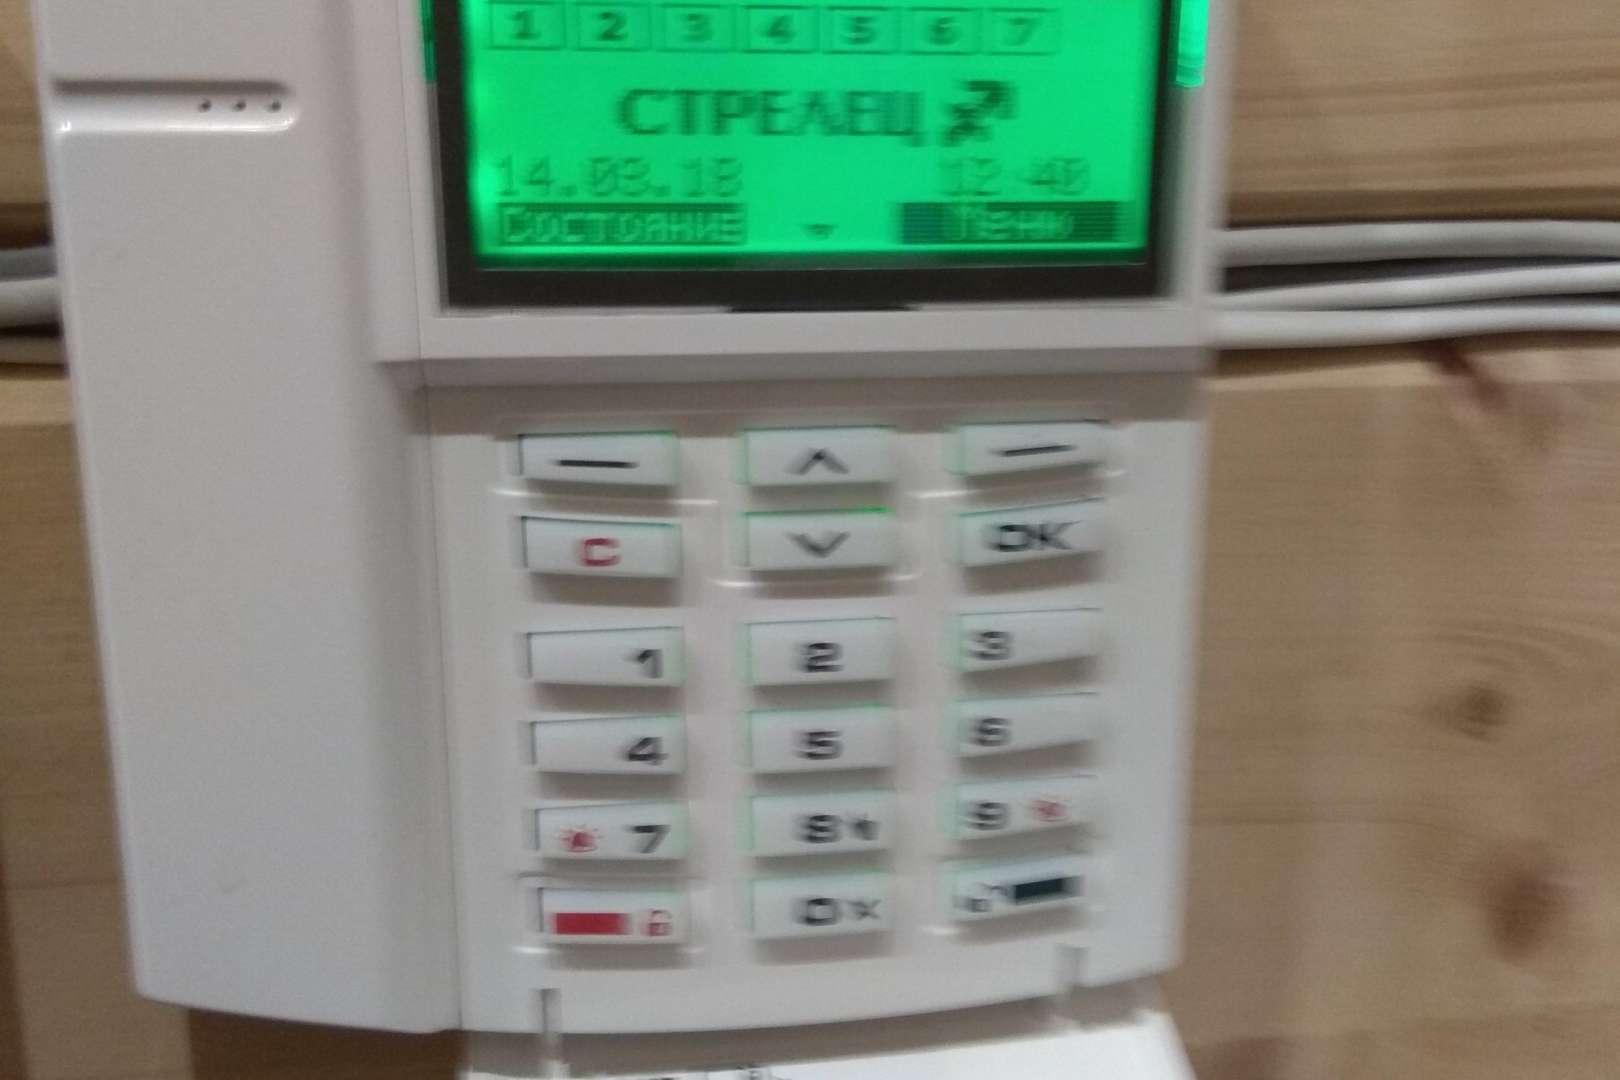 1 2 3 4 5 6 7
СТРЕЛЕЦ
14.03.18 12:40
Состояние Меню
C OK
1 2 3
4 5 6
7 8 9
0